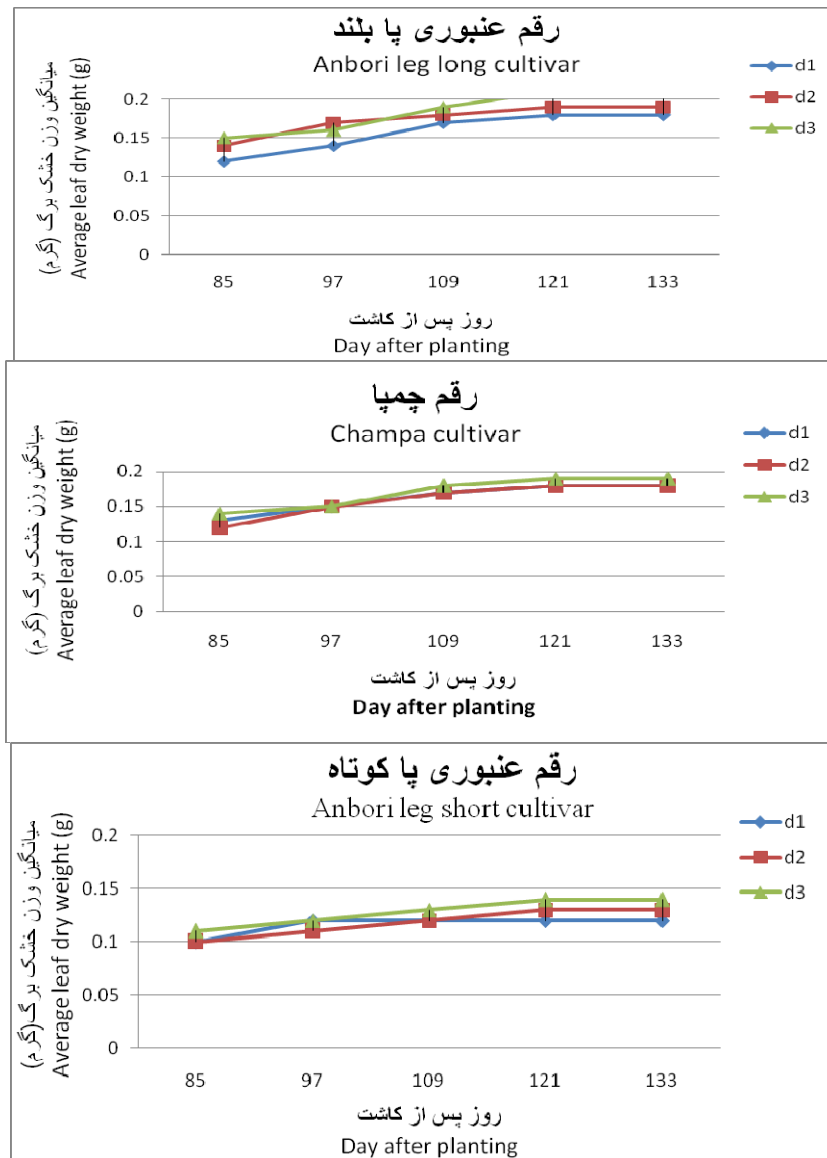 رقم عنبوری پا بلند
Anbori leg long cultivar
میانگین وزن خشک برگ (گرم)
Average leaf dry weight (g)
0.2
0.15
0.1
0.05
0
85 97 109 121 133
روز پس از کاشت
Day after planting
d1
d2
d3
رقم چمپا
Champa cultivar
میانگین وزن خشک برگ (گرم)
Average leaf dry weight (g)
0.2
0.15
0.1
0.05
0
85 97 109 121 133
روز پس از کاشت
Day after planting
d1
d2
d3
رقم عنبوری پا کوتاه
Anbori leg short cultivar
میانگین وزن خشک برگ(گرم)
Average leaf dry weight (g)
0.2
0.15
0.1
0.05
0
85 97 109 121 133
روز پس از کاشت
Day after planting
d1
d2
d3